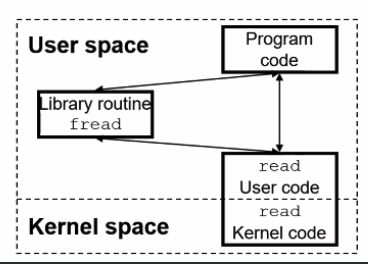 User space
Program
code
Library routine
fread
read
User code
read
Kernel code
Kernel space